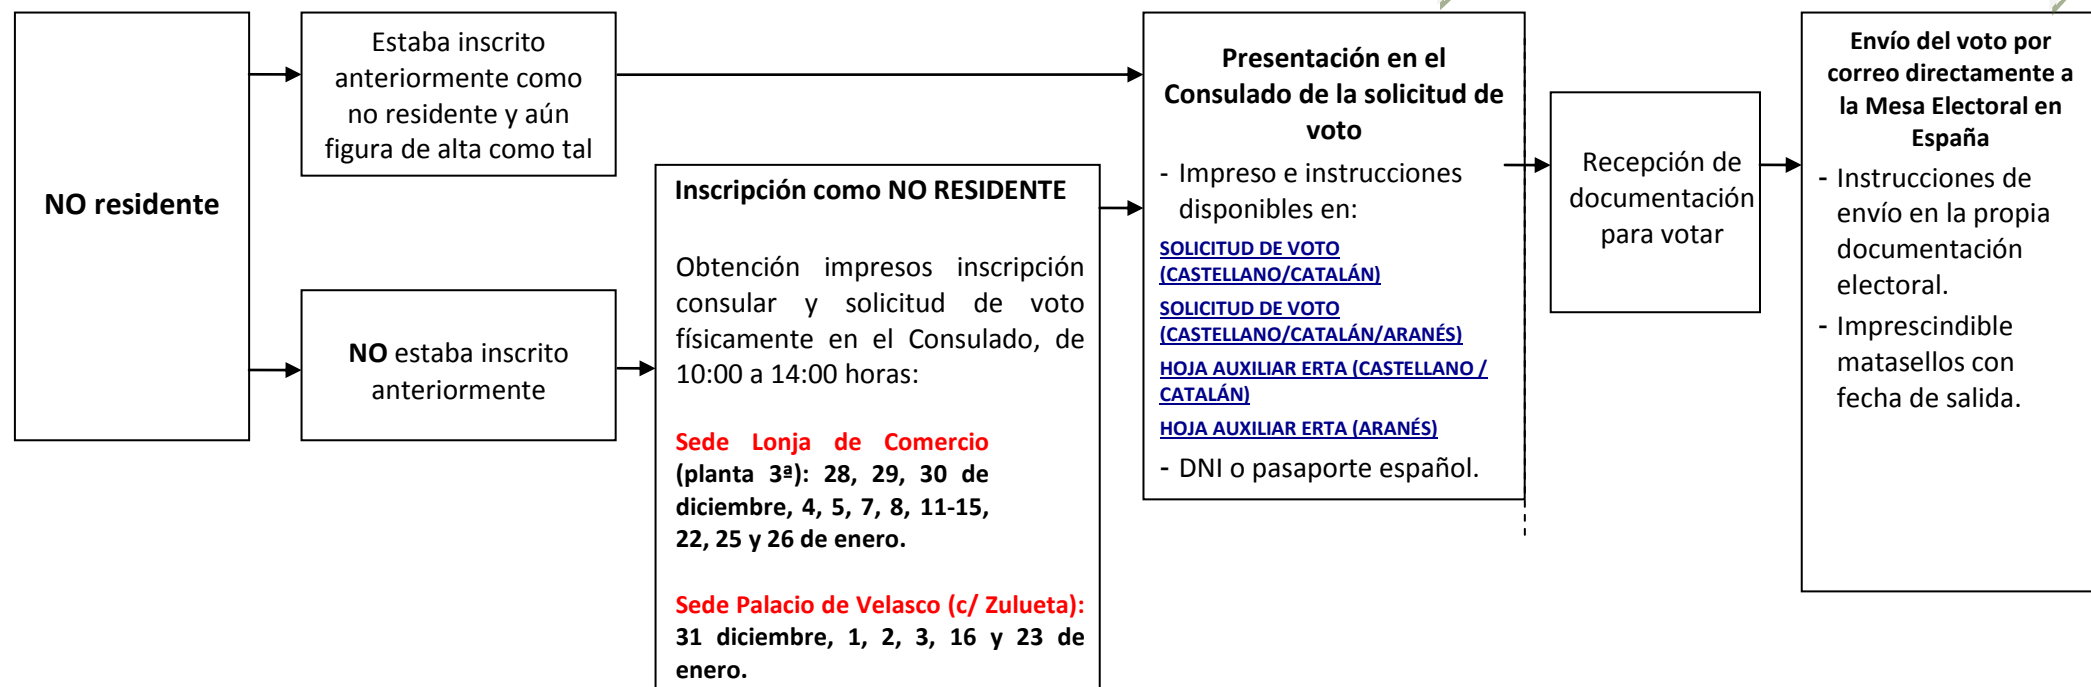 NO residente
Estaba inscrito
anteriormente como
no residente y aún
figura de alta como tal
NO estaba inscrito
anteriormente
Inscripción como NO RESIDENTE
Obtención impresos inscripción
consular y solicitud de voto
físicamente en el Consulado, de
10:00 a 14:00 horas:
Sede Lonja de Comercio
(planta 3ª): 28, 29, 30 de
diciembre, 4, 5, 7, 8, 11-15,
22, 25 y 26 de enero.
Sede Palacio de Velasco (c/ Zulueta):
31 diciembre, 1, 2, 3, 16 y 23 de
enero.
Presentación en el
Consulado de la solicitud de
voto
- Impreso e instrucciones
disponibles en:
SOLICITUD DE VOTO
(CASTELLANO/CATALÁN)
SOLICITUD DE VOTO
(CASTELLANO/CATALÁN/ARANÉS)
HOJA AUXILIAR ERTA (CASTELLANO /
CATALÁN)
HOJA AUXILIAR ERTA (ARANÉS)
- DNI o pasaporte español.
Recepción de
documentación
para votar
Envío del voto por
correo directamente a
la Mesa Electoral en
España
- Instrucciones de
envío en la propia
documentación
electoral.
- Imprescindible
matasellos con
fecha de salida.